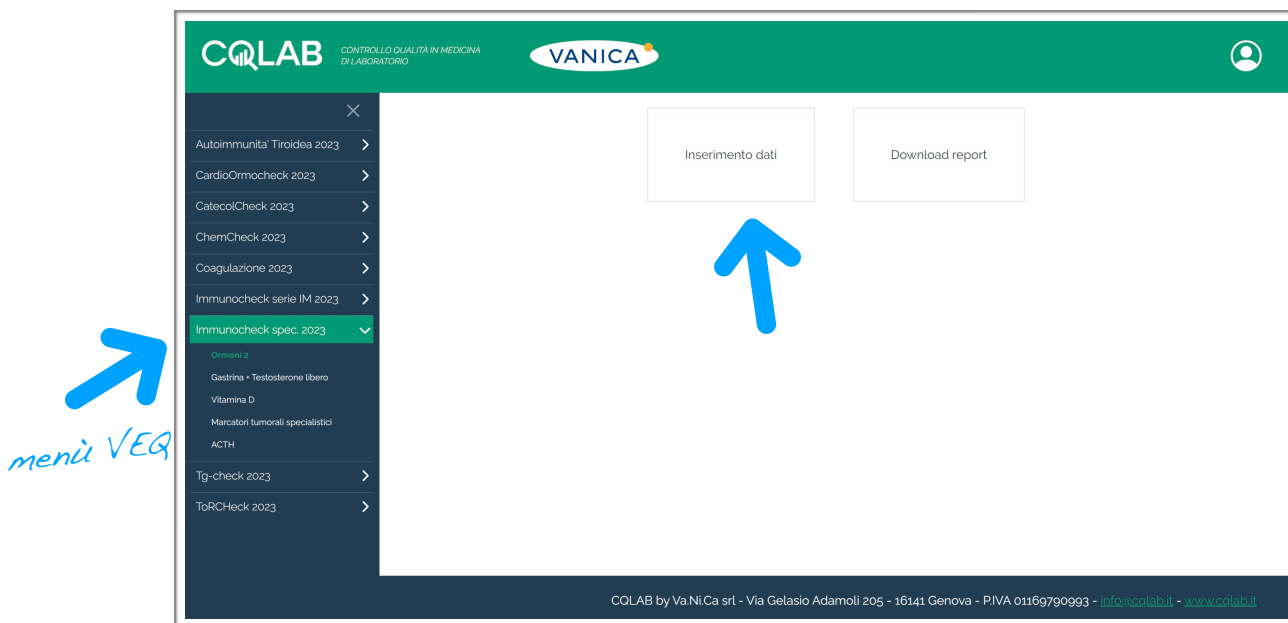 CQLAB
CONTROLLO QUALITÀ IN MEDICINA
DI LABORATORIO
VANICA
Autoimmunita' Tiroidea 2023
CardioOrmocheck 2023
CatecolCheck 2023
ChemCheck 2023
Coagulazione 2023
Immunocheck serie IM 2023
Immunocheck spec. 2023
Ormoni 2
Gastrina + Testosterone libero
Vitamina D
Marcatori tumorali specialistici
ACTH
Tg-check 2023
ToRCHeck 2023
menù VEQ
Inserimento dati
Download report
CQLAB by Va.Ni.Ca srl - Via Gelasio Adamoli 205 - 16141 Genova - P.IVA 01169790993 - info@cqlab.it - www.cqlab.it